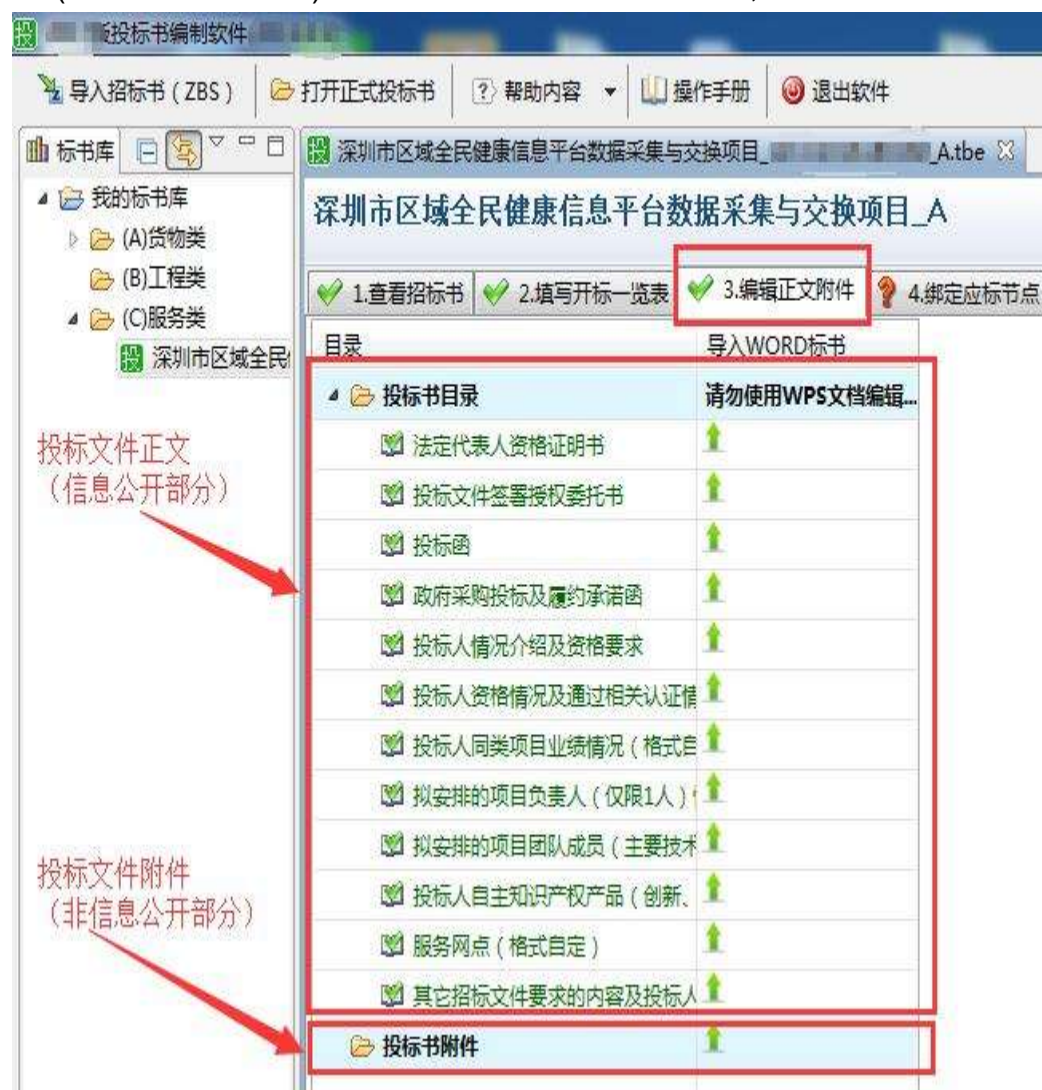 投标书编制软件
导入招标书（ZBS） 打开正式投标书 帮助内容 操作手册 退出软件
标书库
深圳市区域全民健康信息平台数据采集与交换项目_ _A.tbe
我的标书库
(A)货物类
(B)工程类
(C)服务类
深圳市区域全民
深圳市区域全民健康信息平台数据采集与交换项目_A
1.查看招标书 2.填写开标一览表 3.编辑正文附件 4.绑定应标节点
目录 导入WORD标书
投标书目录 请勿使用WPS文档编辑...
法定代表人资格证明书
投标文件签署授权委托书
投标函
政府采购投标及履约承诺函
投标人情况介绍及资格要求
投标人资格情况及通过相关认证情
投标人同类项目业绩情况（格式自
拟安排的项目负责人（仅限1人）
拟安排的项目团队成员（主要技术
投标人自主知识产权产品（创新、
服务网点（格式自定）
其它招标文件要求的内容及投标人
投标书附件
投标文件正文
（信息公开部分）
投标文件附件
（非信息公开部分）